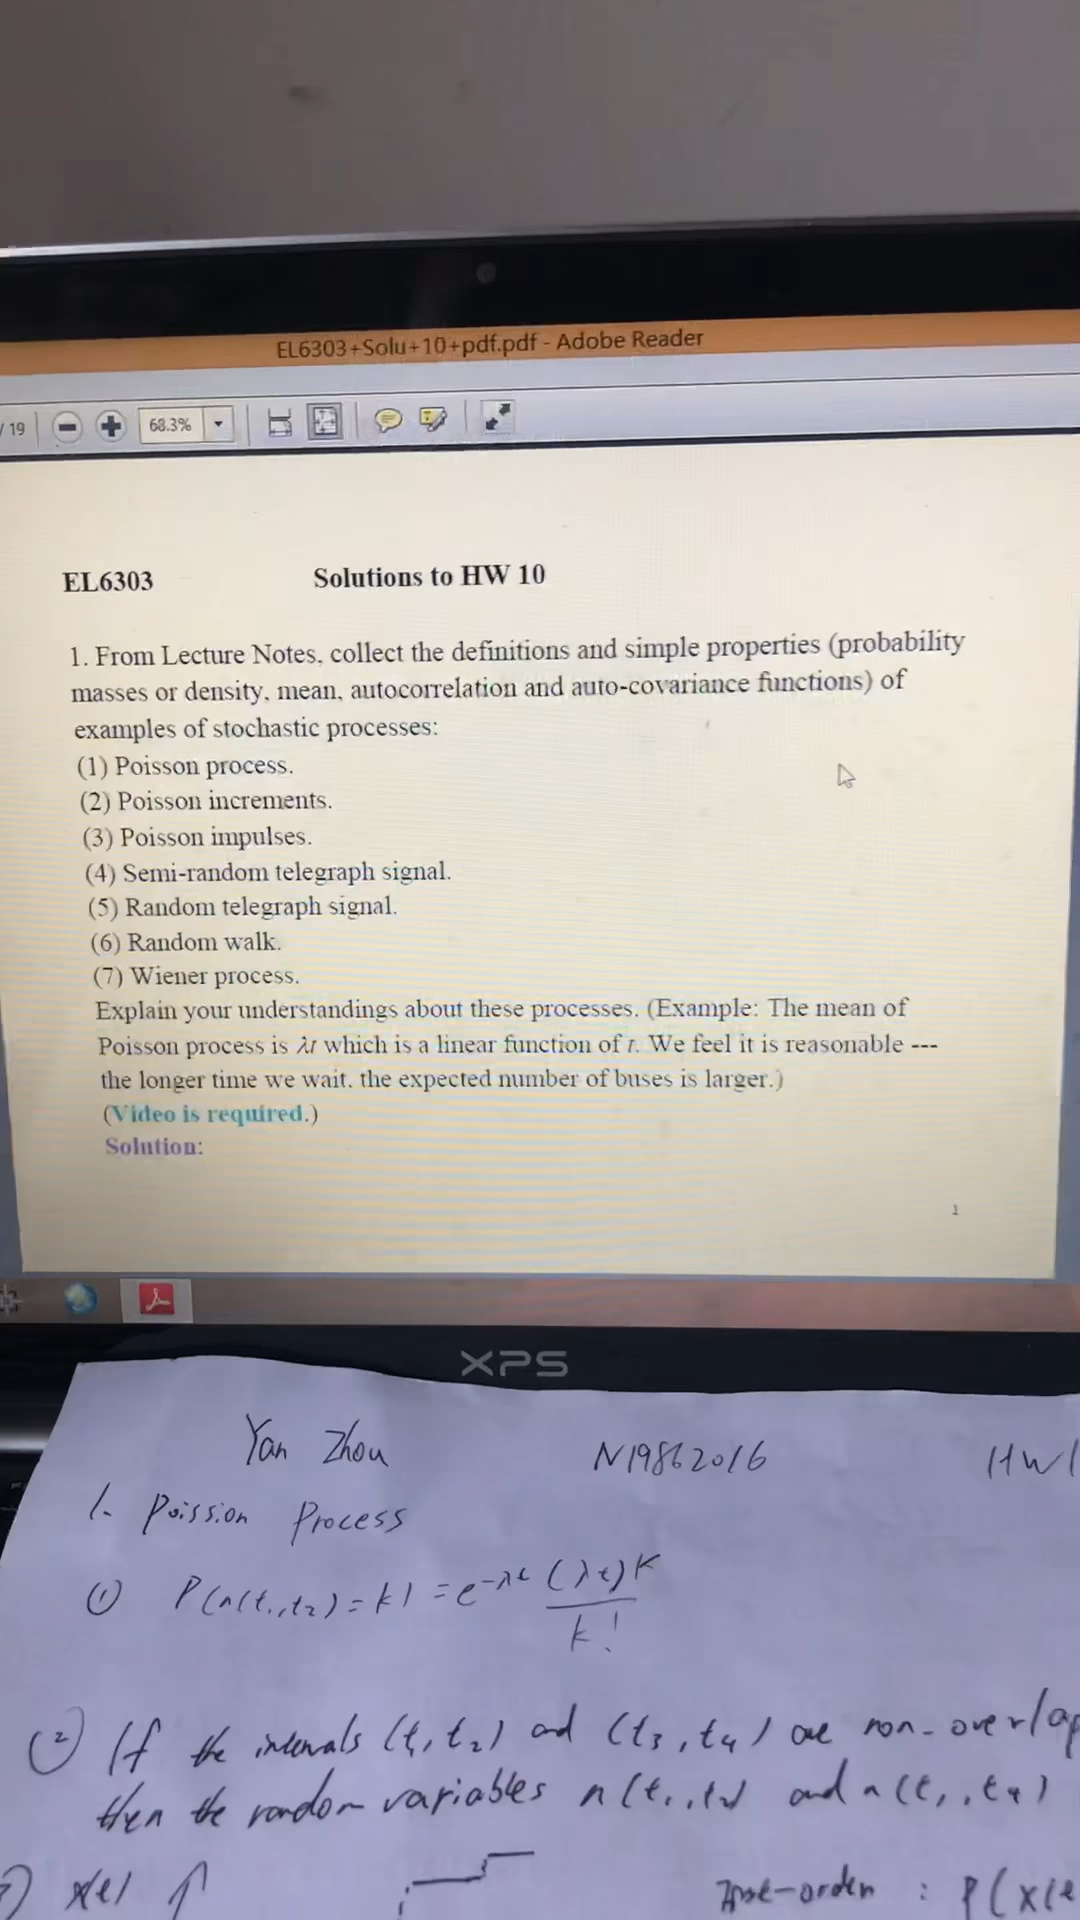 EL6303+Solu+10+pdf.pdf - Adobe Reader
/ 19 68.3%
EL6303 Solutions to HW 10
1. From Lecture Notes, collect the definitions and simple properties (probability
masses or density, mean, autocorrelation and auto-covariance functions) of
examples of stochastic processes:
(1) Poisson process.
(2) Poisson increments.
(3) Poisson impulses.
(4) Semi-random telegraph signal.
(5) Random telegraph signal.
(6) Random walk.
(7) Wiener process.
Explain your understandings about these processes. (Example: The mean of
Poisson process is λt which is a linear function of t. We feel it is reasonable ---
the longer time we wait, the expected number of buses is larger.)
(Video is required.)
Solution:
1
XPS
Yan Zhou N19862016 HW1
1. Poission Process
① P(n(t₁,t₂)=k) = e^-λt (λt)^k / k!
② If the intervals (t₁,t₂) and (t₃,t₄) are non-overlap
then the random variables n(t₁,t₂) and n(t₁,t₄)
x(t) : P(x(t